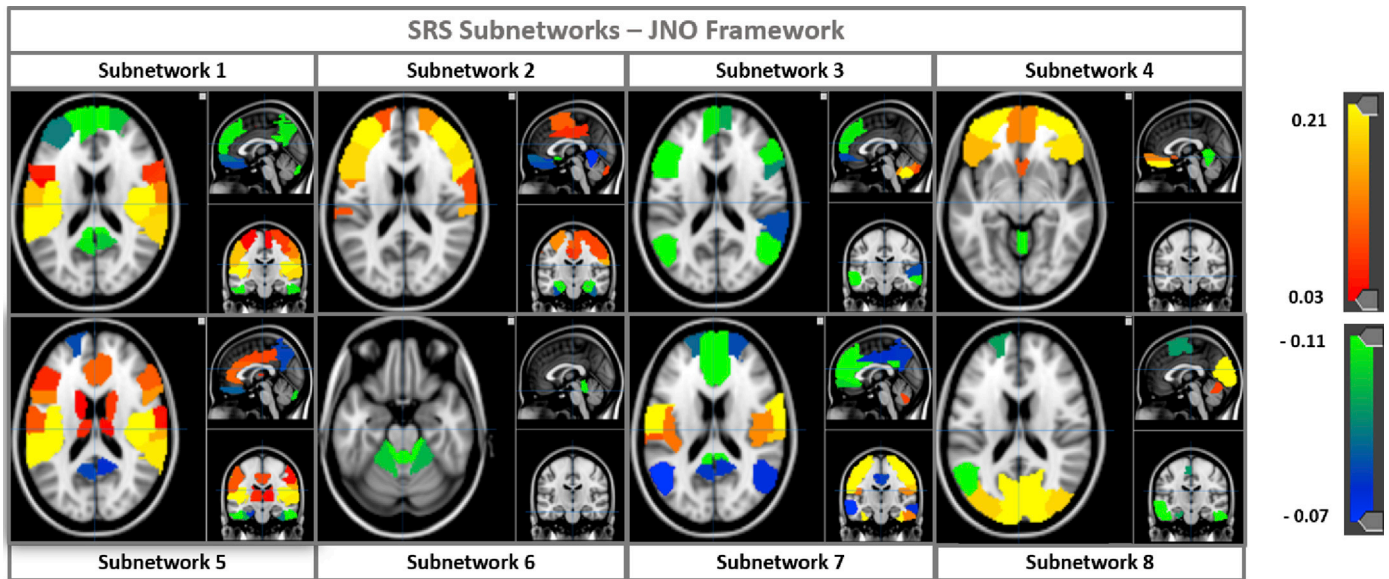 SRS Subnetworks – JNO Framework
Subnetwork 1
Subnetwork 2
Subnetwork 3
Subnetwork 4
0.21
0.03
- 0.11
- 0.07
Subnetwork 5
Subnetwork 6
Subnetwork 7
Subnetwork 8